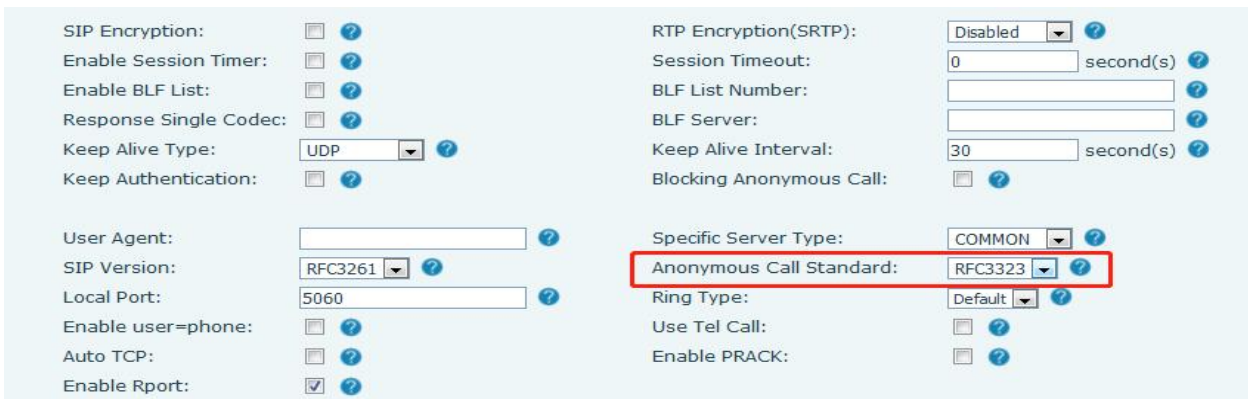 SIP Encryption: RTP Encryption(SRTP): Disabled
Enable Session Timer: Session Timeout: 0 second(s)
Enable BLF List: BLF List Number:
Response Single Codec: BLF Server:
Keep Alive Type: UDP Keep Alive Interval: 30 second(s)
Keep Authentication: Blocking Anonymous Call:
User Agent: Specific Server Type: COMMON
SIP Version: RFC3261 Anonymous Call Standard: RFC3323
Local Port: 5060 Ring Type: Default
Enable user=phone: Use Tel Call:
Auto TCP: Enable PRACK:
Enable Rport: